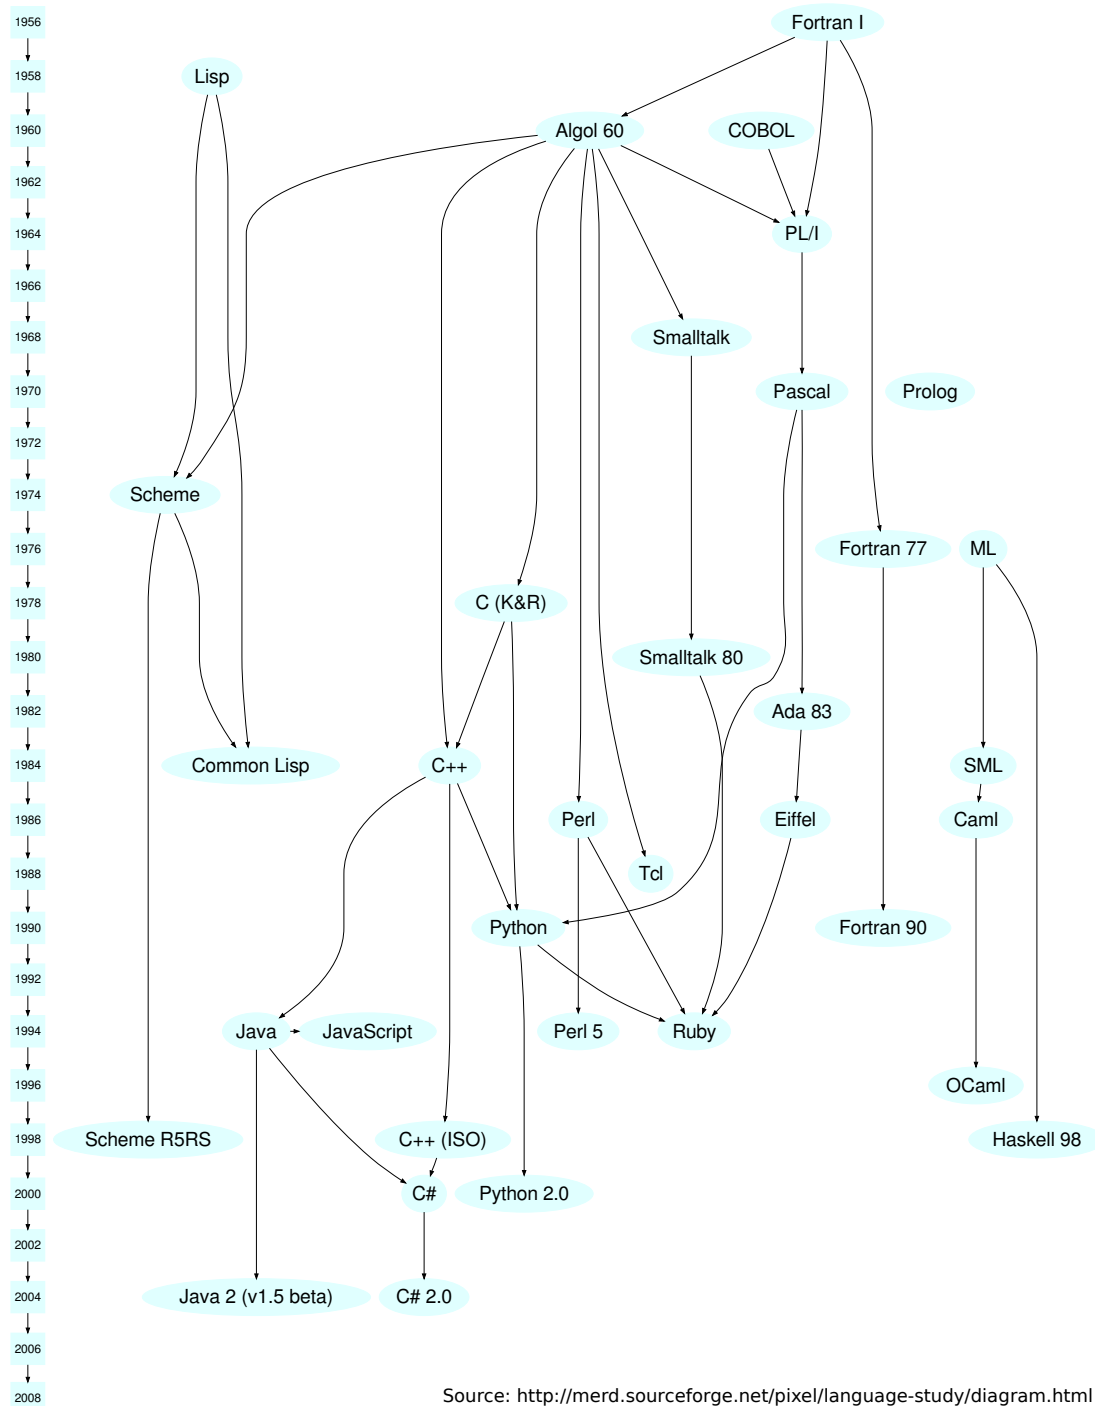 1956
Fortran I
1958
Lisp
1960
Algol 60
COBOL
1962
1964
PL/I
1966
1968
Smalltalk
1970
Pascal
Prolog
1972
1974
Scheme
1976
Fortran 77
ML
1978
C (K&R)
1980
Smalltalk 80
1982
Ada 83
1984
Common Lisp
C++
SML
1986
Perl
Eiffel
Caml
1988
Tcl
1990
Python
Fortran 90
1992
1994
Java
JavaScript
Perl 5
Ruby
1996
OCaml
1998
Scheme R5RS
C++ (ISO)
Haskell 98
2000
C#
Python 2.0
2002
2004
Java 2 (v1.5 beta)
C# 2.0
2006
2008
Source: http://merd.sourceforge.net/pixel/language-study/diagram.html